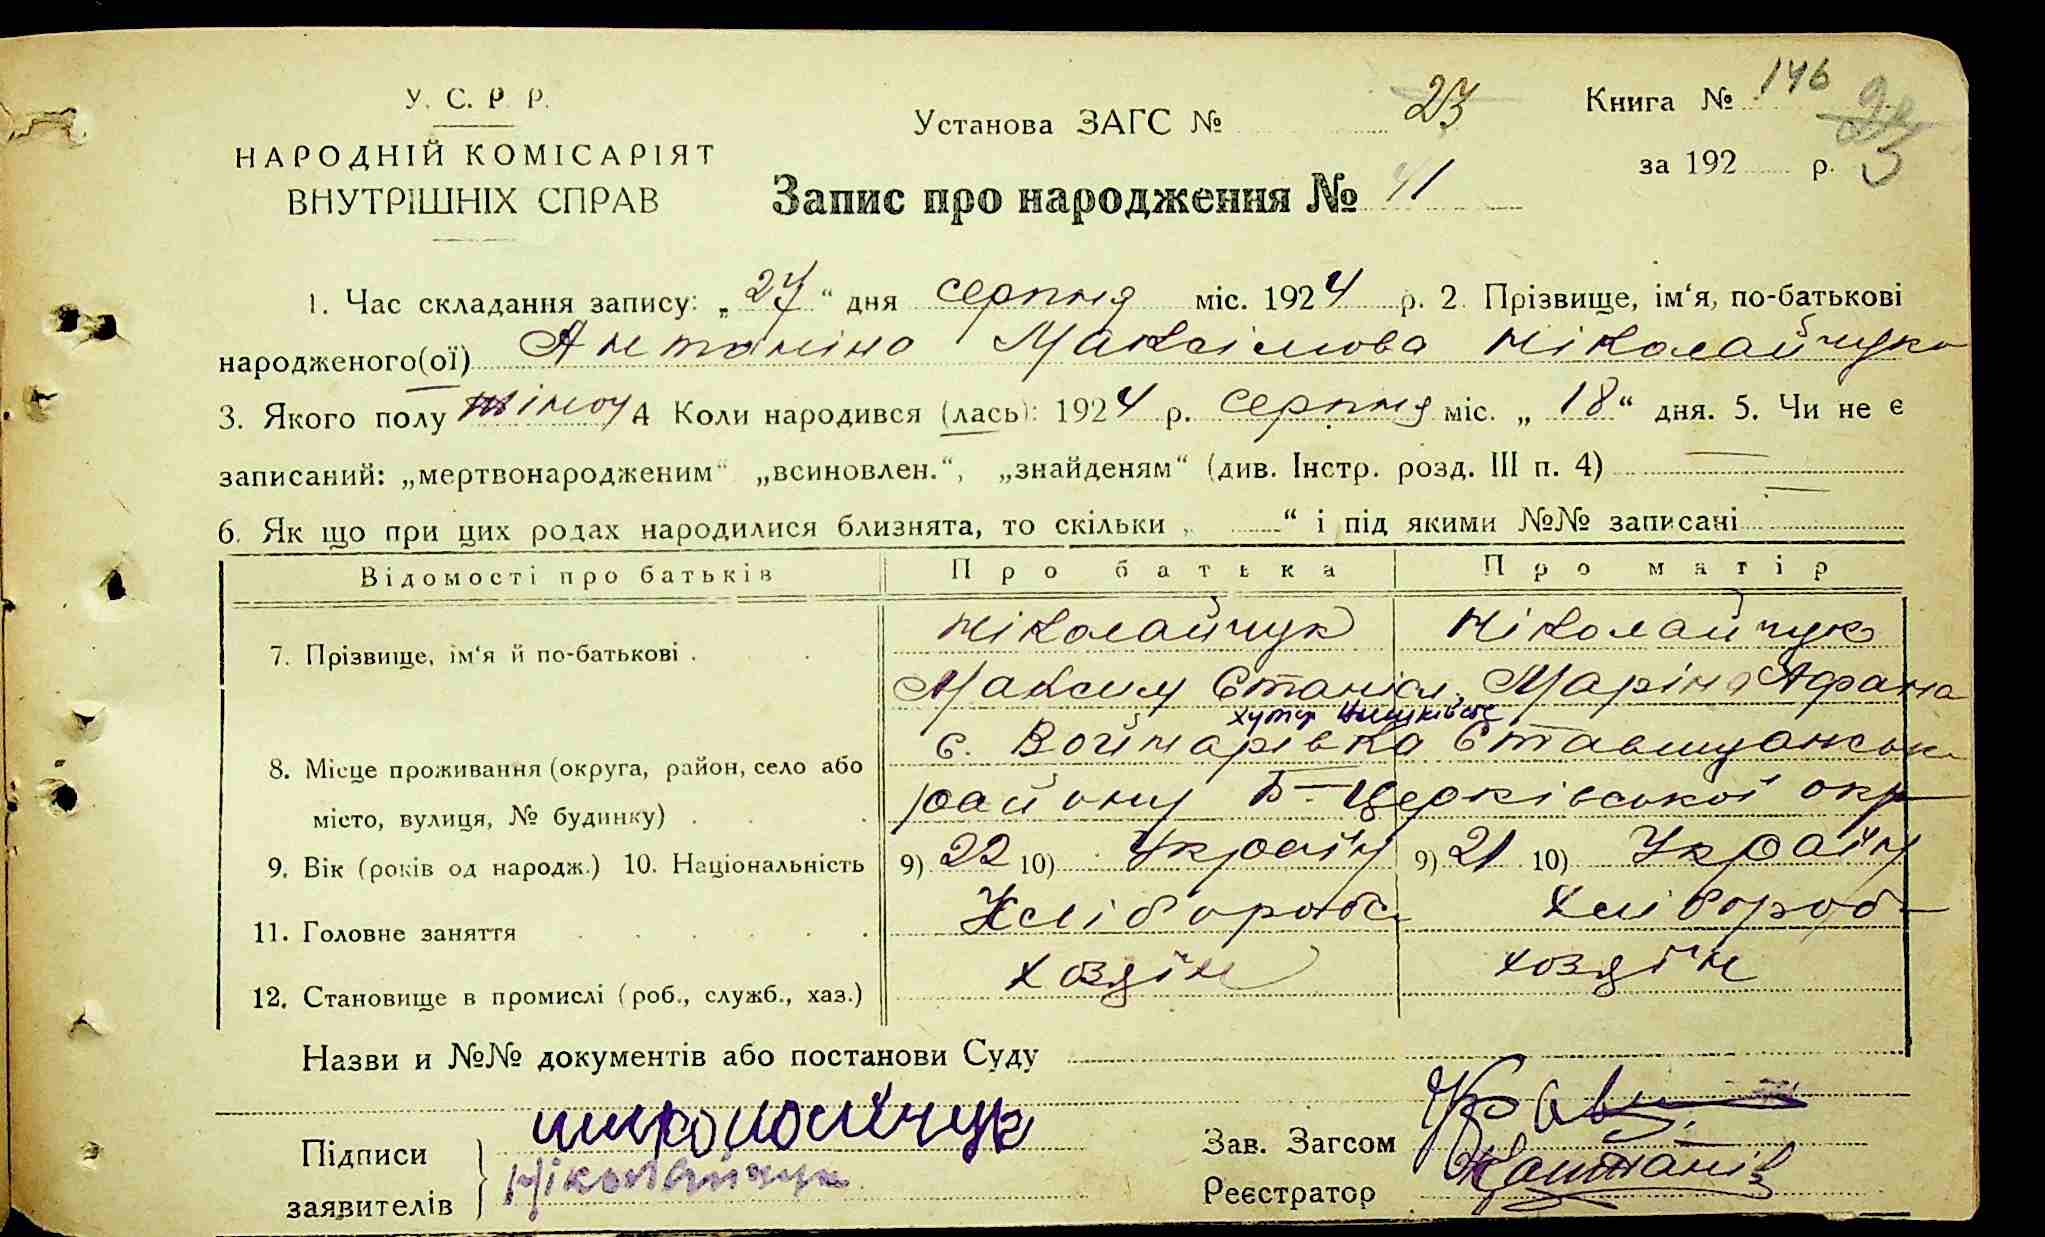 У. С. Р. Р.
НАРОДНІЙ КОМІСАРІЯТ
ВНУТРІШНІХ СПРАВ
Установа ЗАГС № 23
Книга № 146
за 192 р.
Запис про народження № 41
1. Час складання запису: „27“ дня серпня міс. 1924 р. 2. Прізвище, ім‘я, по-батькові
народженого(ої) Антаніна Максімова Ніколайчук
3. Якого полу жіноч 4 Коли народився (лась): 1924 р. серпня міс. „18“ дня. 5. Чи не є
записаний: „мертвонародженим“ „всиновлен.“, „знайденям“ (див. Інстр. розд. III п. 4) —
6. Як що при цих родах народилися близнята, то скільки „ “ і під якими №№ записані —
Відомості про батьків Про батька Про матір
7. Прізвище, ім‘я й по-батькові . Ніколайчук Ніколайчук
Максим Станісл. Маріна Афана
хутір
8. Місце проживання (округа, район, село або с. Войнарівка Ставищанськ
місто, вулиця, № будинку) . району Б-Церківської окр
9. Вік (років од народж.) 10. Національність 9) 22 10) Україн 9) 21 10) Україн
11. Головне заняття Хлібороб Хлібороб
12. Становище в промислі (роб., служб., хаз.) хозяїн хозяїн
Назви и №№ документів або постанови Суду
Підписи
заявителів
Ніколайчук
Зав. Загсом
Реєстратор